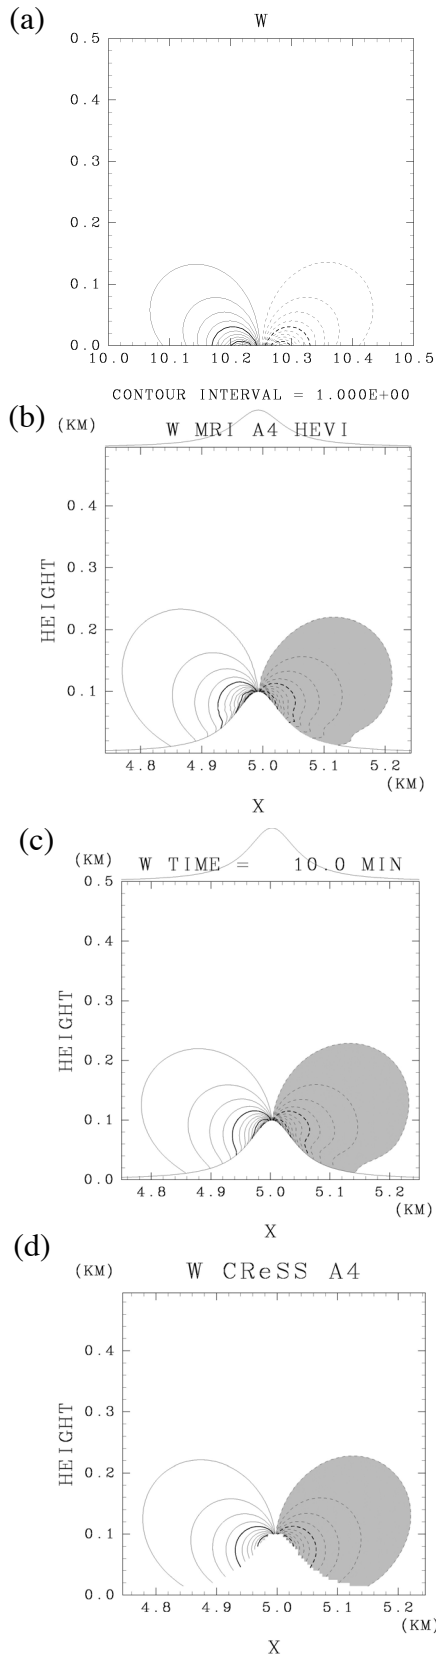 (a)
W
0.5
0.4
0.3
0.2
0.1
0.0
10.0 10.1 10.2 10.3 10.4 10.5
CONTOUR INTERVAL = 1.000E+00
(b)
(KM) W MRI A4 HEVI
0.4
0.3
0.2
0.1
HEIGHT
4.8 4.9 5.0 5.1 5.2
(KM)
X
(c)
(KM) W TIME = 10.0 MIN
0.5
0.4
0.3
0.2
0.1
0.0
HEIGHT
4.8 4.9 5.0 5.1 5.2
(KM)
X
(d)
(KM) W CReSS A4
0.4
0.3
0.2
0.1
0.0
HEIGHT
4.8 4.9 5.0 5.1 5.2
(KM)
X